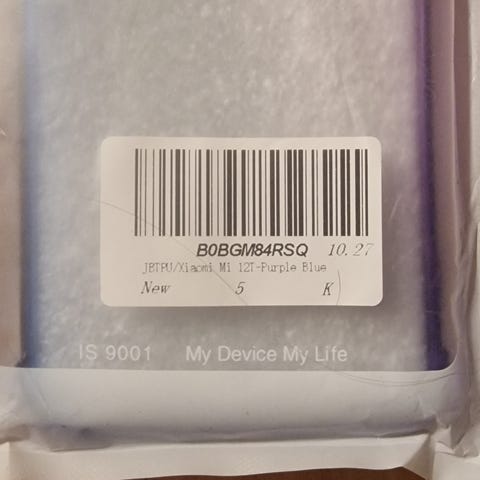 B0BGM84RSQ 10.27
JBTPU/Xiaomi Mi 12T-Purple Blue
New 5 K
IS 9001 My Device My Life